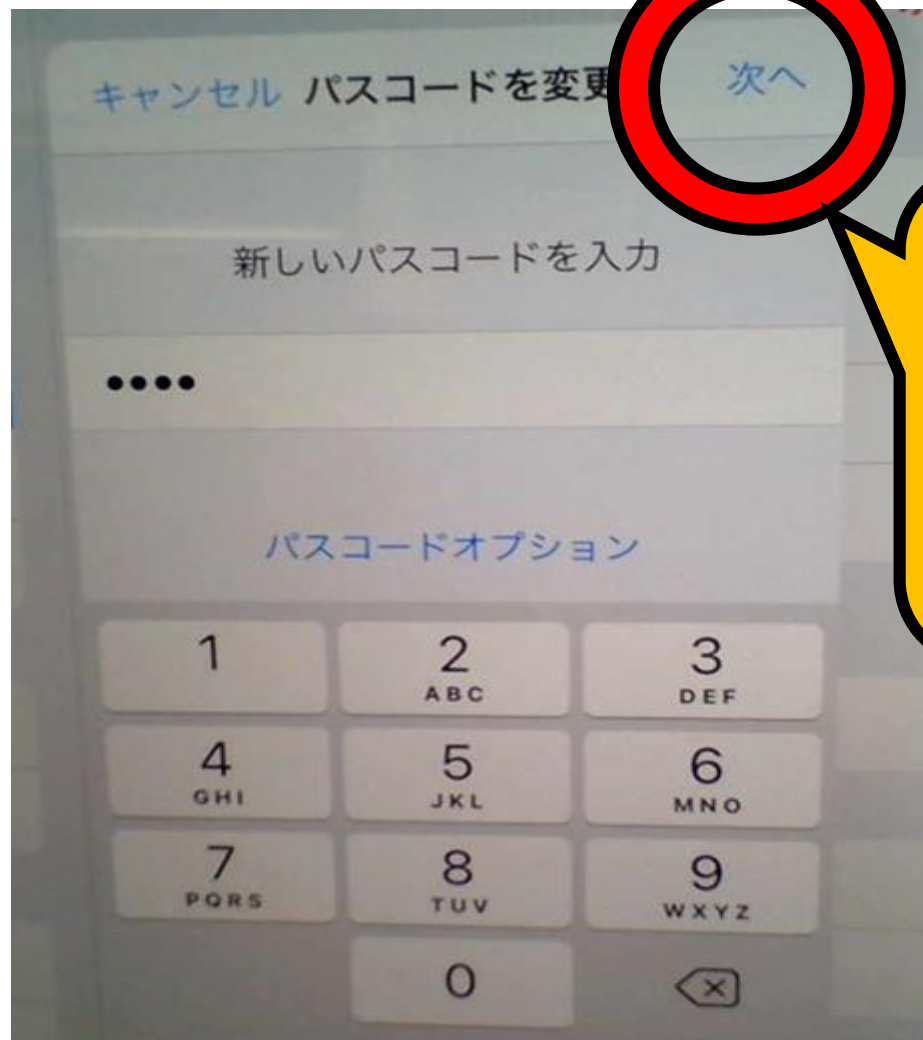 キャンセル パスコードを変更 次へ
新しいパスコードを入力
••••
パスコードオプション
1 2 3
ABC DEF
4 5 6
GHI JKL MNO
7 8 9
PQRS TUV WXYZ
0